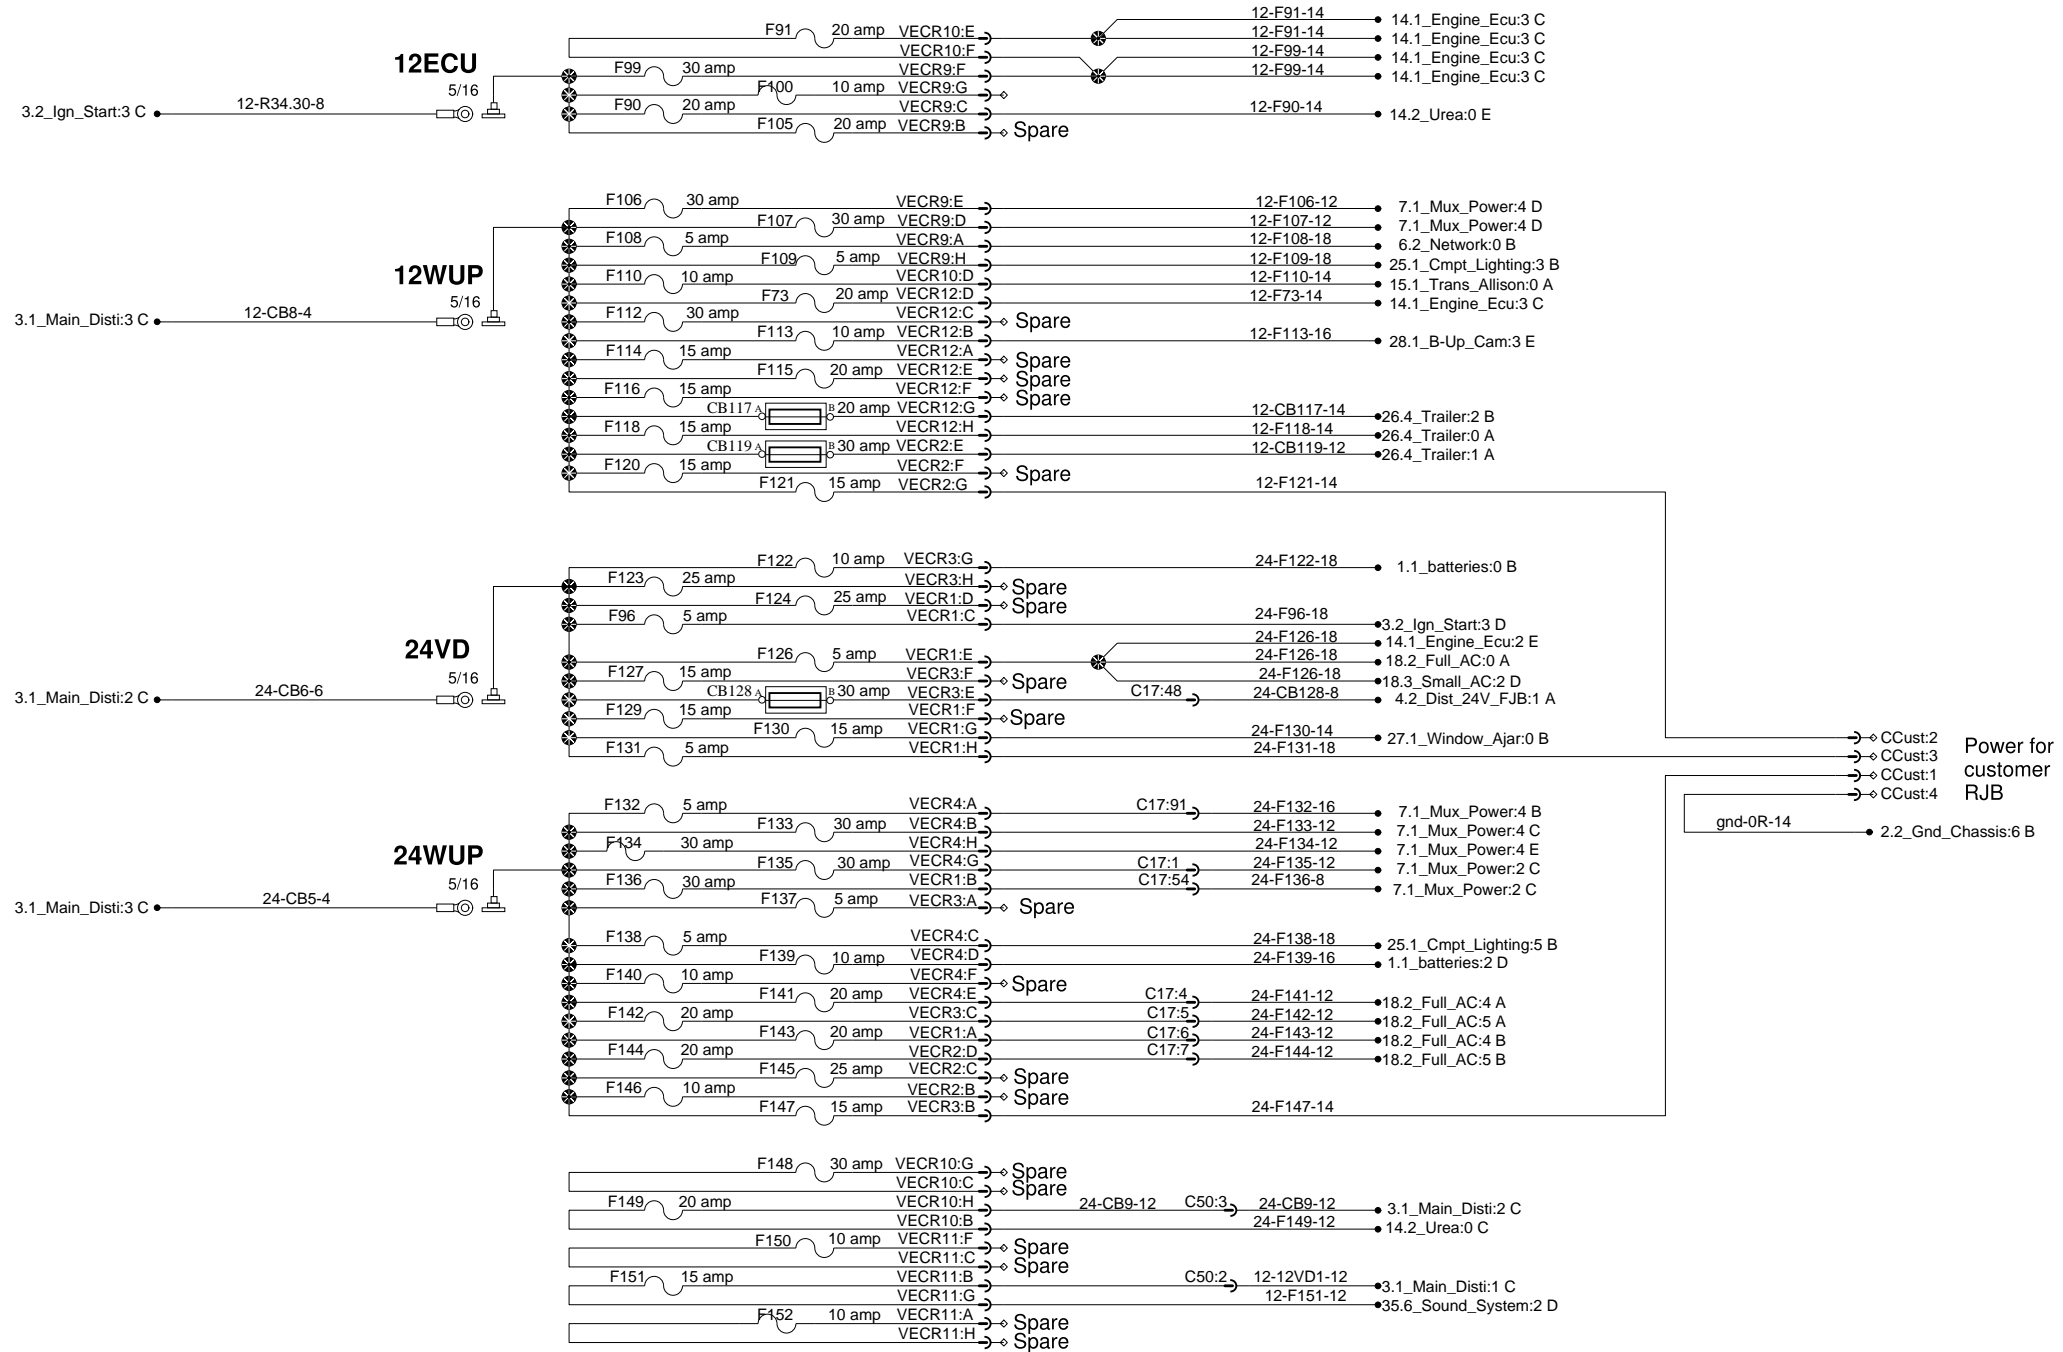 F91 20 amp VECR10:E 12-F91-14 14.1_Engine_Ecu:3 C
12-F91-14 14.1_Engine_Ecu:3 C
VECR10:F 12-F99-14 14.1_Engine_Ecu:3 C
12ECU F99 30 amp VECR9:F 12-F99-14 14.1_Engine_Ecu:3 C
5/16 F100 10 amp VECR9:G
3.2_Ign_Start:3 C 12-R34.30-8 F90 20 amp VECR9:C 12-F90-14 14.2_Urea:0 E
F105 20 amp VECR9:B Spare
F106 30 amp VECR9:E 12-F106-12 7.1_Mux_Power:4 D
F107 30 amp VECR9:D 12-F107-12 7.1_Mux_Power:4 D
F108 5 amp VECR9:A 12-F108-18 6.2_Network:0 B
F109 5 amp VECR9:H 12-F109-18 25.1_Cmpt_Lighting:3 B
12WUP F110 10 amp VECR10:D 12-F110-14 15.1_Trans_Allison:0 A
5/16 F73 20 amp VECR12:D 12-F73-14 14.1_Engine_Ecu:3 C
3.1_Main_Disti:3 C 12-CB8-4 F112 30 amp VECR12:C Spare
F113 10 amp VECR12:B 12-F113-16 28.1_B-Up_Cam:3 E
F114 15 amp VECR12:A Spare
F115 20 amp VECR12:E Spare
F116 15 amp VECR12:F Spare
CB117 A B 20 amp VECR12:G 12-CB117-14 26.4_Trailer:2 B
F118 15 amp VECR12:H 12-F118-14 26.4_Trailer:0 A
CB119 A B 30 amp VECR2:E 12-CB119-12 26.4_Trailer:1 A
F120 15 amp VECR2:F Spare
F121 15 amp VECR2:G 12-F121-14
F122 10 amp VECR3:G 24-F122-18 1.1_batteries:0 B
F123 25 amp VECR3:H Spare
F124 25 amp VECR1:D Spare
F96 5 amp VECR1:C 24-F96-18 3.2_Ign_Start:3 D
24-F126-18 14.1_Engine_Ecu:2 E
24VD F126 5 amp VECR1:E 24-F126-18 18.2_Full_AC:0 A
5/16 F127 15 amp VECR3:F Spare 24-F126-18 18.3_Small_AC:2 D
3.1_Main_Disti:2 C 24-CB6-6 CB128 A B 30 amp VECR3:E C17:48 24-CB128-8 4.2_Dist_24V_FJB:1 A
F129 15 amp VECR1:F Spare
F130 15 amp VECR1:G 24-F130-14 27.1_Window_Ajar:0 B
F131 5 amp VECR1:H 24-F131-18
CCust:2
CCust:3
CCust:1
CCust:4
Power for
customer
RJB
gnd-0R-14 2.2_Gnd_Chassis:6 B
F132 5 amp VECR4:A C17:91 24-F132-16 7.1_Mux_Power:4 B
F133 30 amp VECR4:B 24-F133-12 7.1_Mux_Power:4 C
F134 30 amp VECR4:H 24-F134-12 7.1_Mux_Power:4 E
24WUP F135 30 amp VECR4:G C17:1 24-F135-12 7.1_Mux_Power:2 C
5/16 F136 30 amp VECR1:B C17:54 24-F136-8 7.1_Mux_Power:2 C
3.1_Main_Disti:3 C 24-CB5-4 F137 5 amp VECR3:A Spare
F138 5 amp VECR4:C 24-F138-18 25.1_Cmpt_Lighting:5 B
F139 10 amp VECR4:D 24-F139-16 1.1_batteries:2 D
F140 10 amp VECR4:F Spare
F141 20 amp VECR4:E C17:4 24-F141-12 18.2_Full_AC:4 A
F142 20 amp VECR3:C C17:5 24-F142-12 18.2_Full_AC:5 A
F143 20 amp VECR1:A C17:6 24-F143-12 18.2_Full_AC:4 B
F144 20 amp VECR2:D C17:7 24-F144-12 18.2_Full_AC:5 B
F145 25 amp VECR2:C Spare
F146 10 amp VECR2:B Spare
F147 15 amp VECR3:B 24-F147-14
F148 30 amp VECR10:G Spare
VECR10:C Spare
F149 20 amp VECR10:H 24-CB9-12 C50:3 24-CB9-12 3.1_Main_Disti:2 C
VECR10:B 24-F149-12 14.2_Urea:0 C
F150 10 amp VECR11:F Spare
VECR11:C Spare
F151 15 amp VECR11:B C50:2 12-12VD1-12 3.1_Main_Disti:1 C
VECR11:G 12-F151-12 35.6_Sound_System:2 D
F152 10 amp VECR11:A Spare
VECR11:H Spare